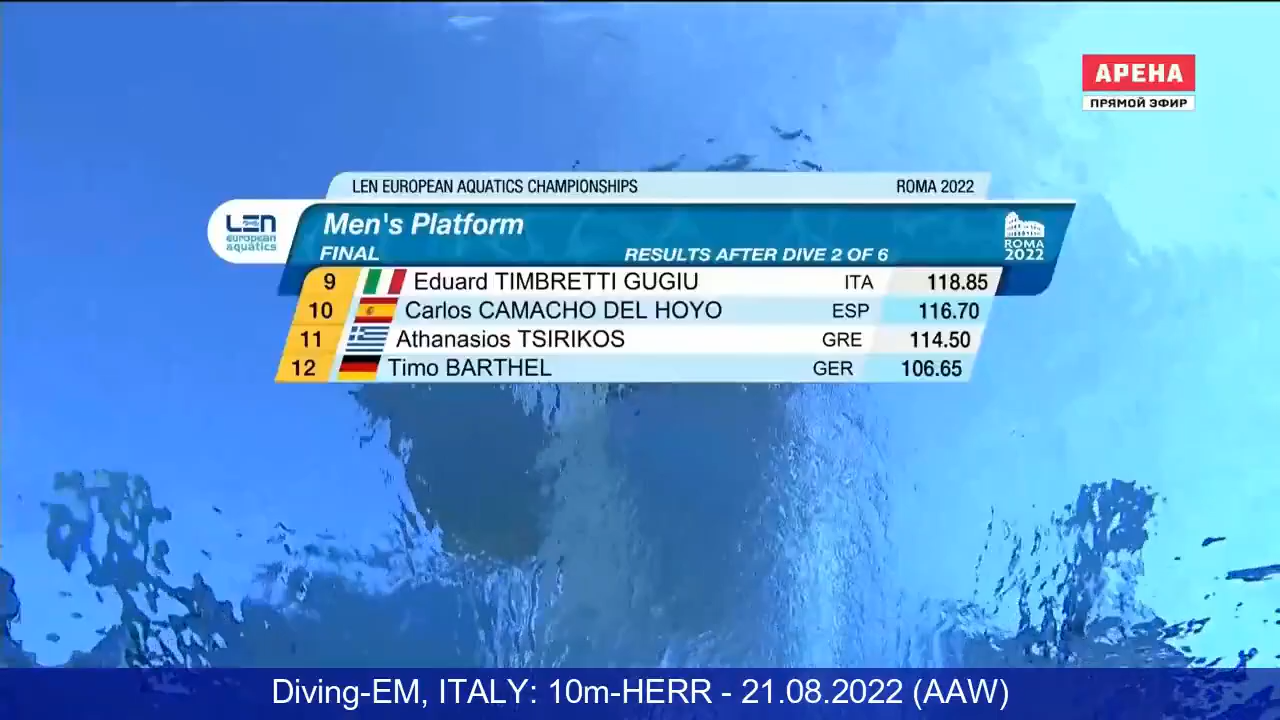 АРЕНА
ПРЯМОЙ ЭФИР
LEN EUROPEAN AQUATICS CHAMPIONSHIPS ROMA 2022
LEN
european
aquatics
Men's Platform
FINAL RESULTS AFTER DIVE 2 OF 6
ROMA
2022
9 Eduard TIMBRETTI GUGIU ITA 118.85
10 Carlos CAMACHO DEL HOYO ESP 116.70
11 Athanasios TSIRIKOS GRE 114.50
12 Timo BARTHEL GER 106.65
Diving-EM, ITALY: 10m-HERR - 21.08.2022 (AAW)